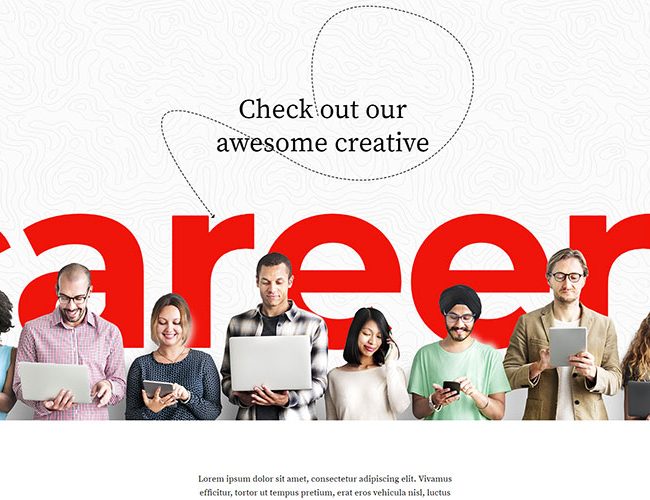 Check out our
awesome creative
career
Lorem ipsum dolor sit amet, consectetur adipiscing elit. Vivamus
efficitur, tortor ut tempus pretium, erat eros vehicula nisl, luctus